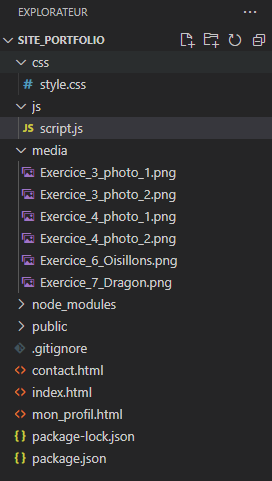 EXPLORATEUR
SITE_PORTFOLIO
css
# style.css
js
JS script.js
media
Exercice_3_photo_1.png
Exercice_3_photo_2.png
Exercice_4_photo_1.png
Exercice_4_photo_2.png
Exercice_6_Oisillons.png
Exercice_7_Dragon.png
node_modules
public
.gitignore
<> contact.html
<> index.html
<> mon_profil.html
{} package-lock.json
{} package.json